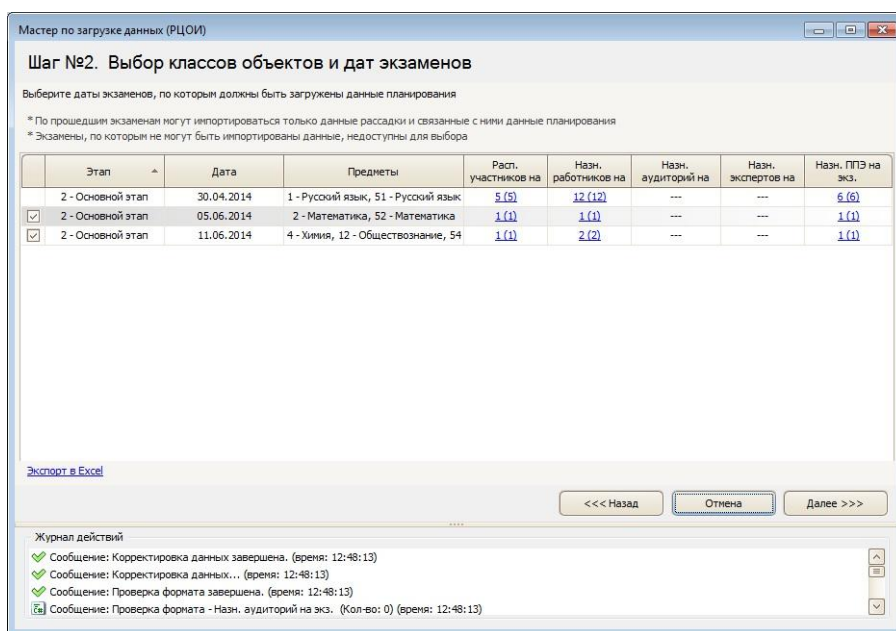 Мастер по загрузке данных (РЦОИ)
Шаг №2. Выбор классов объектов и дат экзаменов
Выберите даты экзаменов, по которым должны быть загружены данные планирования
* По прошедшим экзаменам могут импортироваться только данные рассадки и связанные с ними данные планирования
* Экзамены, по которым не могут быть импортированы данные, недоступны для выбора
Этап Дата Предметы Расп. участников на Назн. работников на Назн. аудиторий на Назн. экспертов на Назн. ППЭ на экз.
2 - Основной этап 30.04.2014 1 - Русский язык, 51 - Русский язык 5 (5) 12 (12) --- --- 6 (6)
2 - Основной этап 05.06.2014 2 - Математика, 52 - Математика 1 (1) 1 (1) --- --- 1 (1)
2 - Основной этап 11.06.2014 4 - Химия, 12 - Обществознание, 54 1 (1) 2 (2) --- --- 1 (1)
Экспорт в Excel
<<< Назад Отмена Далее >>>
Журнал действий
Сообщение: Корректировка данных завершена. (время: 12:48:13)
Сообщение: Корректировка данных... (время: 12:48:13)
Сообщение: Проверка формата завершена. (время: 12:48:13)
Сообщение: Проверка формата - Назн. аудиторий на экз. (Кол-во: 0) (время: 12:48:13)